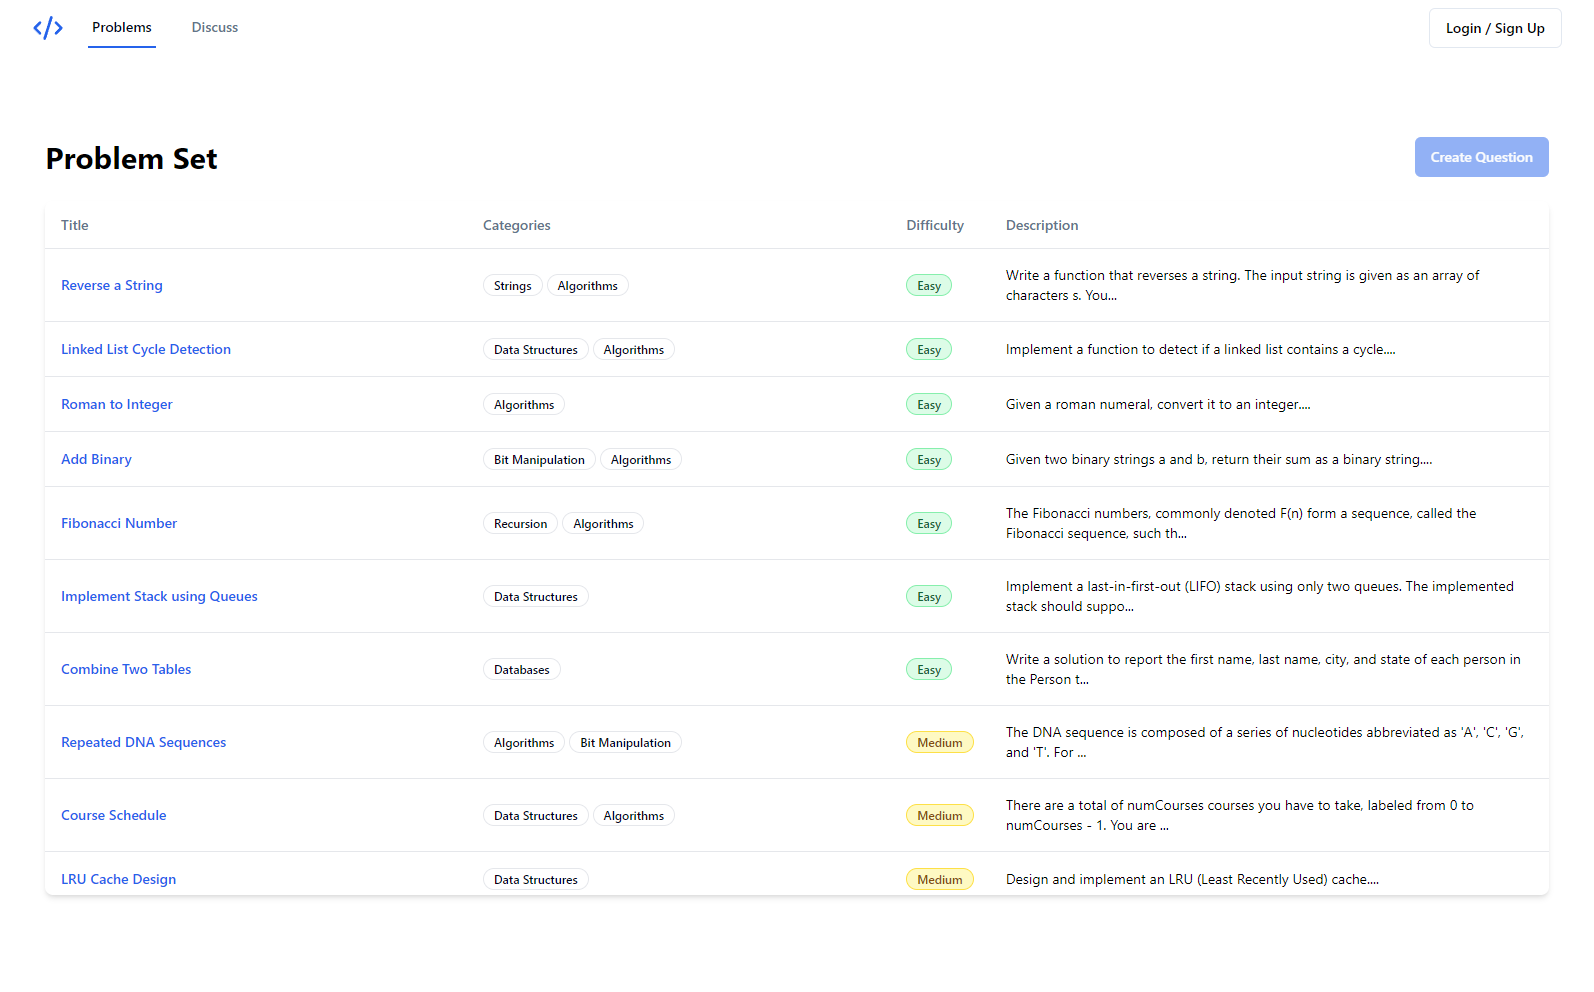 </> Problems Discuss Login / Sign Up
Problem Set Create Question
Title Categories Difficulty Description
Reverse a String Strings Algorithms Easy Write a function that reverses a string. The input string is given as an array of
characters s. You...
Linked List Cycle Detection Data Structures Algorithms Easy Implement a function to detect if a linked list contains a cycle....
Roman to Integer Algorithms Easy Given a roman numeral, convert it to an integer....
Add Binary Bit Manipulation Algorithms Easy Given two binary strings a and b, return their sum as a binary string....
Fibonacci Number Recursion Algorithms Easy The Fibonacci numbers, commonly denoted F(n) form a sequence, called the
Fibonacci sequence, such th...
Implement Stack using Queues Data Structures Easy Implement a last-in-first-out (LIFO) stack using only two queues. The implemented
stack should suppo...
Combine Two Tables Databases Easy Write a solution to report the first name, last name, city, and state of each person in
the Person t...
Repeated DNA Sequences Algorithms Bit Manipulation Medium The DNA sequence is composed of a series of nucleotides abbreviated as 'A', 'C', 'G',
and 'T'. For ...
Course Schedule Data Structures Algorithms Medium There are a total of numCourses courses you have to take, labeled from 0 to
numCourses - 1. You are ...
LRU Cache Design Data Structures Medium Design and implement an LRU (Least Recently Used) cache....